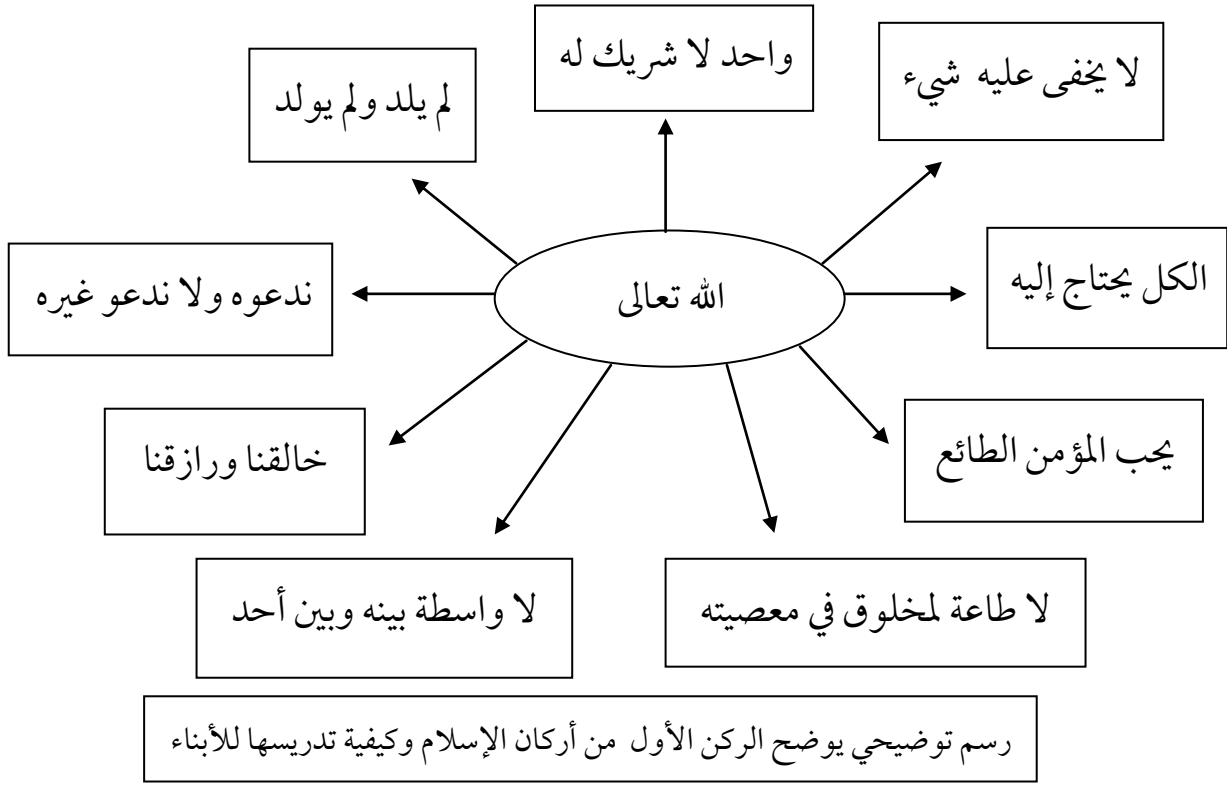 واحد لا شريك له
لا يخفى عليه شيء
لم يلد ولم يولد
الكل يحتاج إليه
الله تعالى
ندعوه ولا ندعو غيره
يحب المؤمن الطائع
خالقنا ورازقنا
لا طاعة لمخلوق في معصيته
لا واسطة بينه وبين أحد
رسم توضيحي يوضح الركن الأول من أركان الإسلام وكيفية تدريسها للأبناء